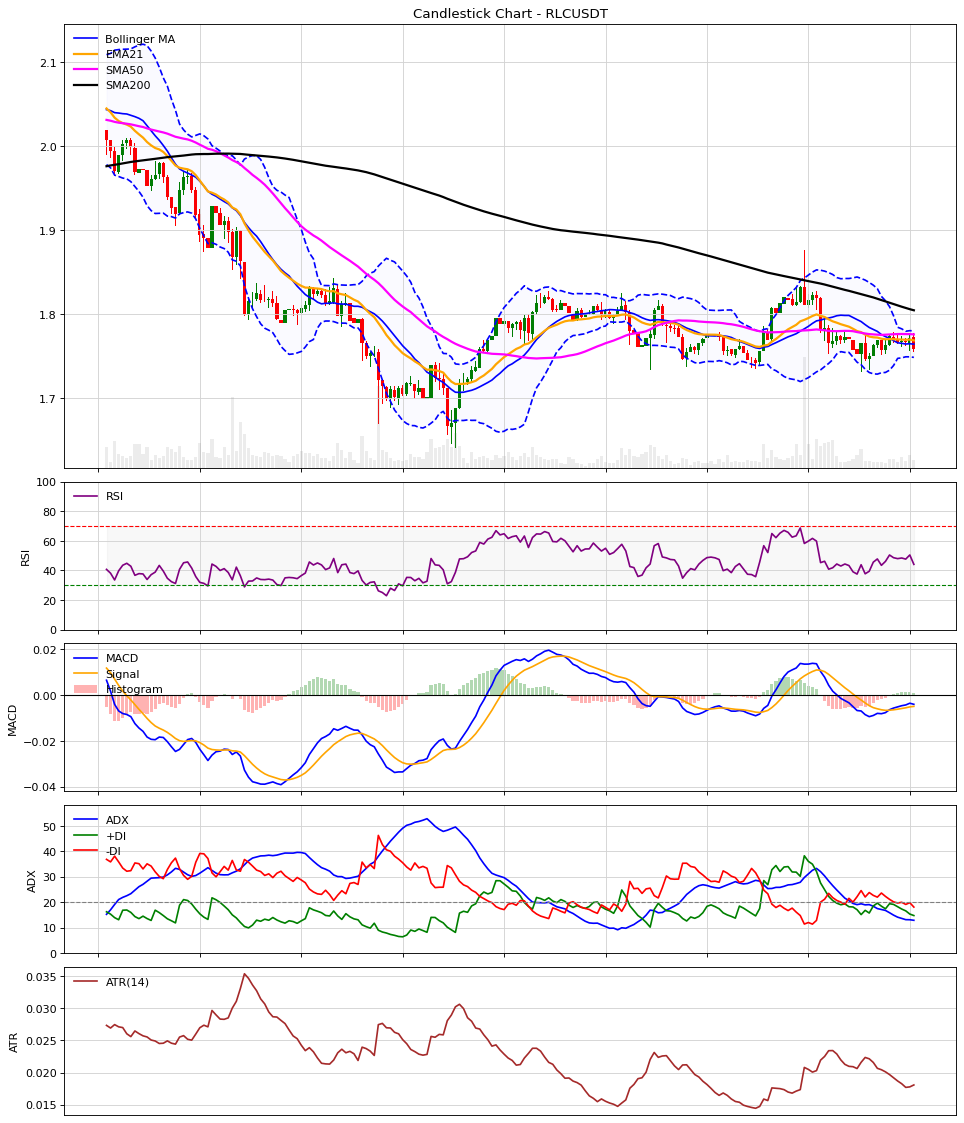 Candlestick Chart - RLCUSDT
Bollinger MA
EMA21
SMA50
SMA200
2.1
2.0
1.9
1.8
1.7
RSI
100
80
60
40
20
0
RSI
MACD
Signal
Histogram
0.02
0.00
−0.02
−0.04
MACD
ADX
+DI
-DI
50
40
30
20
10
0
ADX
ATR(14)
0.035
0.030
0.025
0.020
0.015
ATR